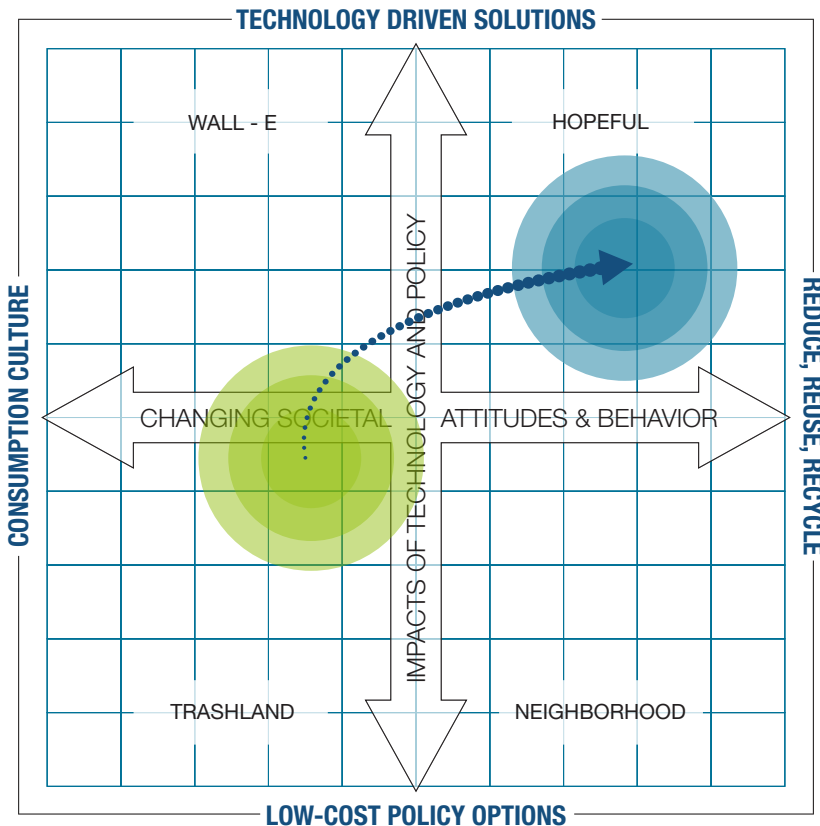 TECHNOLOGY DRIVEN SOLUTIONS
WALL - E
HOPEFUL
CONSUMPTION CULTURE
IMPACTS OF TECHNOLOGY AND POLICY
REDUCE, REUSE, RECYCLE
CHANGING SOCIETAL ATTITUDES & BEHAVIOR
TRASHLAND
NEIGHBORHOOD
LOW-COST POLICY OPTIONS